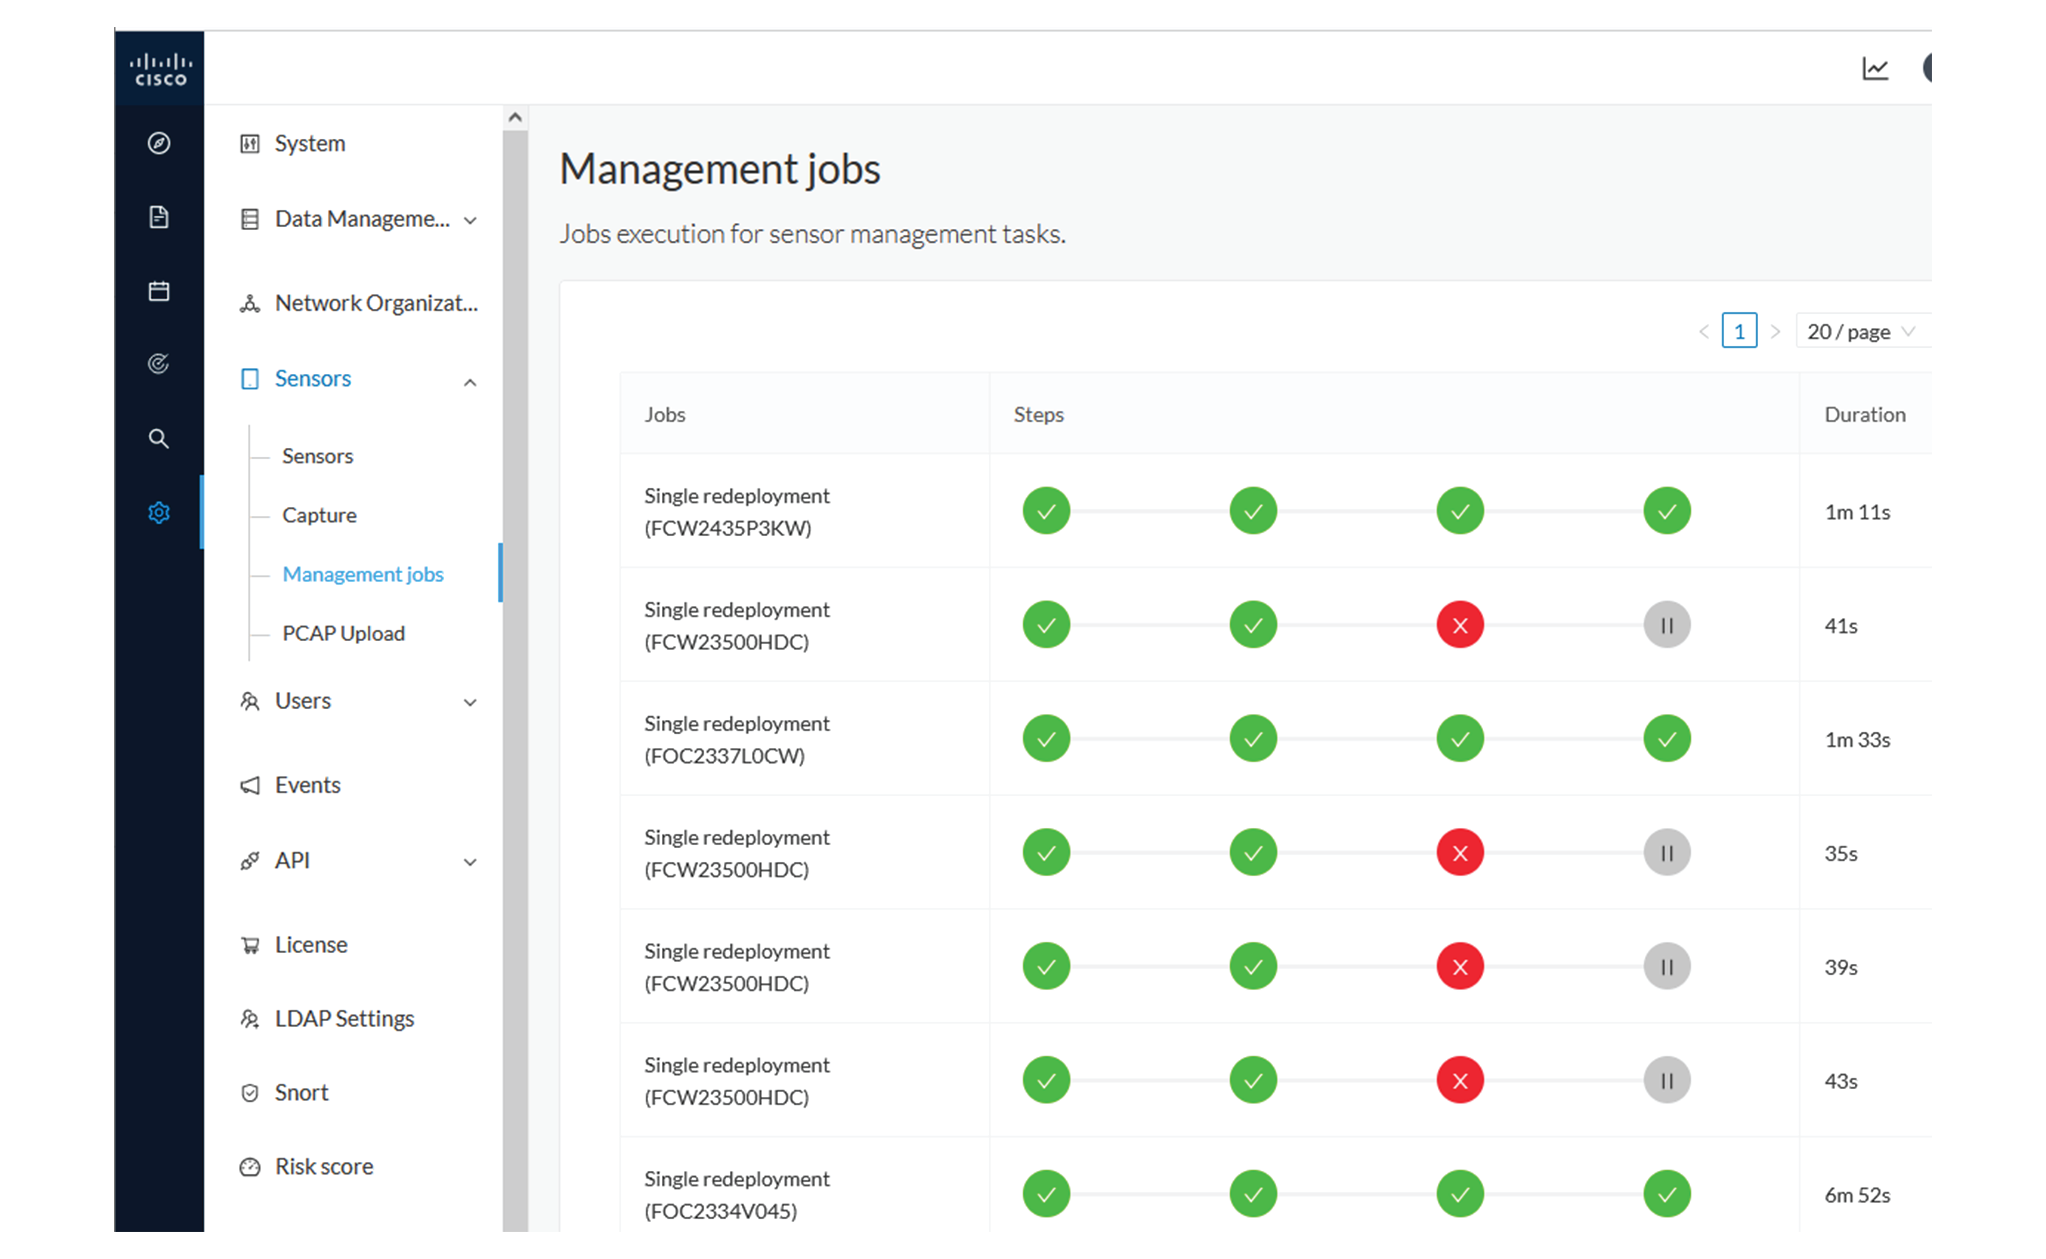 CISCO
System
Data Manageme...
Network Organizat...
Sensors
Sensors
Capture
Management jobs
PCAP Upload
Users
Events
API
License
LDAP Settings
Snort
Risk score
Management jobs
Jobs execution for sensor management tasks.
1
20 / page
Jobs Steps Duration
Single redeployment
(FCW2435P3KW)
1m 11s
Single redeployment
(FCW23500HDC)
41s
Single redeployment
(FOC2337L0CW)
1m 33s
Single redeployment
(FCW23500HDC)
35s
Single redeployment
(FCW23500HDC)
39s
Single redeployment
(FCW23500HDC)
43s
Single redeployment
(FOC2334V045)
6m 52s